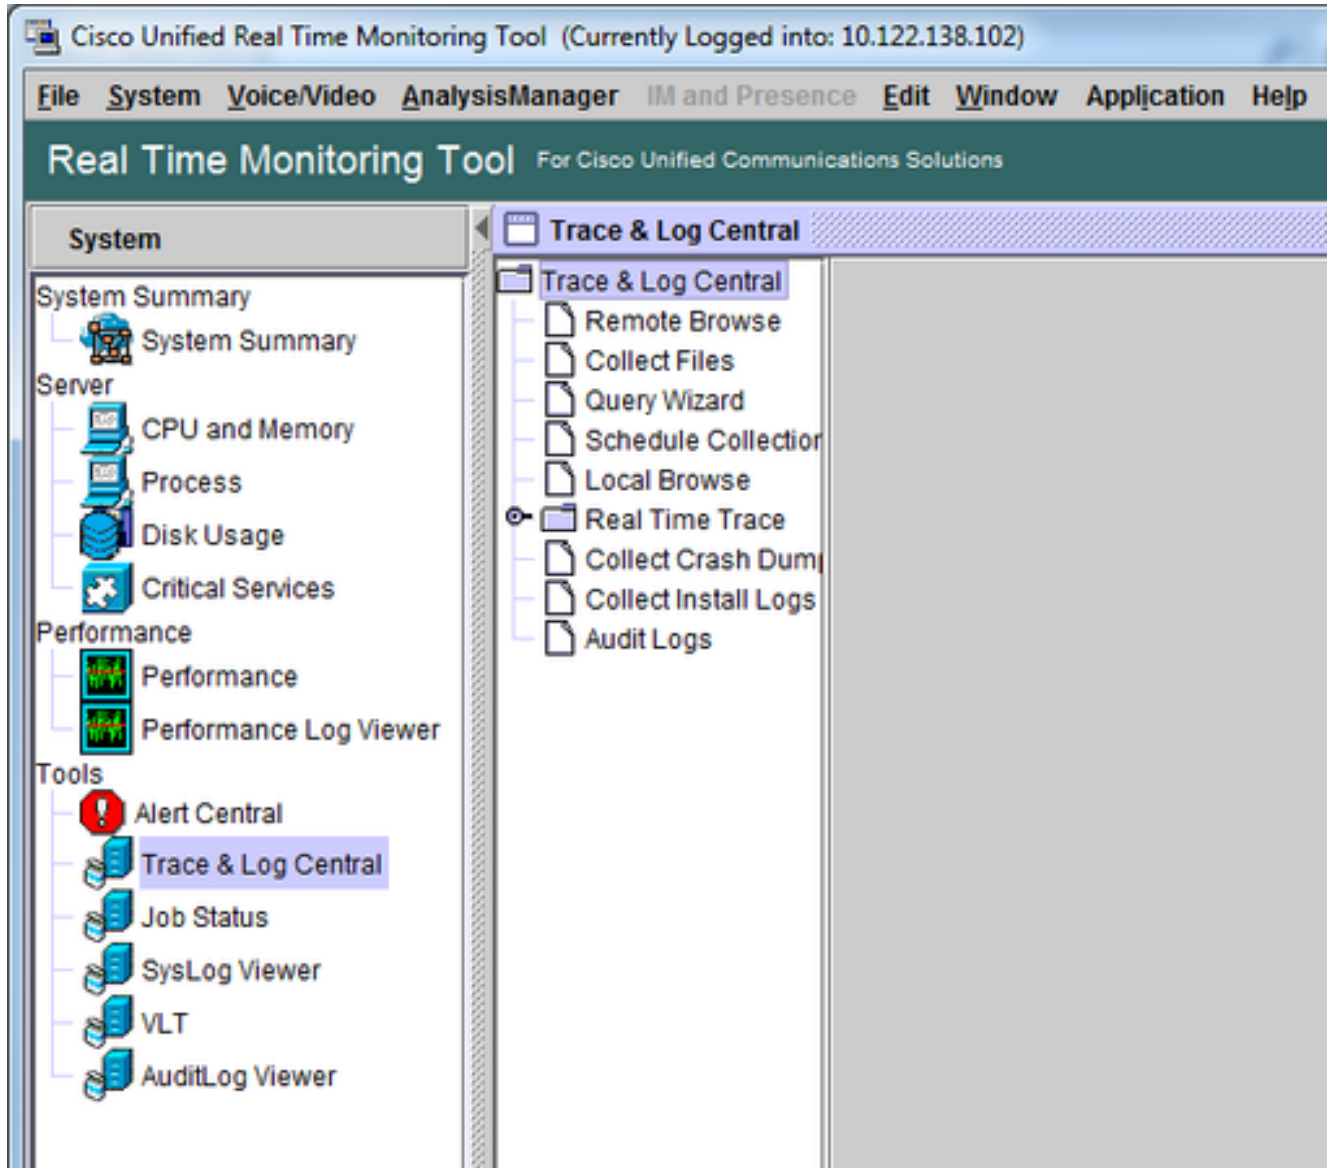 Cisco Unified Real Time Monitoring Tool (Currently Logged into: 10.122.138.102)
File System Voice/Video AnalysisManager IM and Presence Edit Window Application Help
Real Time Monitoring Tool For Cisco Unified Communications Solutions
System
System Summary
System Summary
Server
CPU and Memory
Process
Disk Usage
Critical Services
Performance
Performance
Performance Log Viewer
Tools
Alert Central
Trace & Log Central
Job Status
SysLog Viewer
VLT
AuditLog Viewer
Trace & Log Central
Trace & Log Central
Remote Browse
Collect Files
Query Wizard
Schedule Collection
Local Browse
Real Time Trace
Collect Crash Dum
Collect Install Logs
Audit Logs